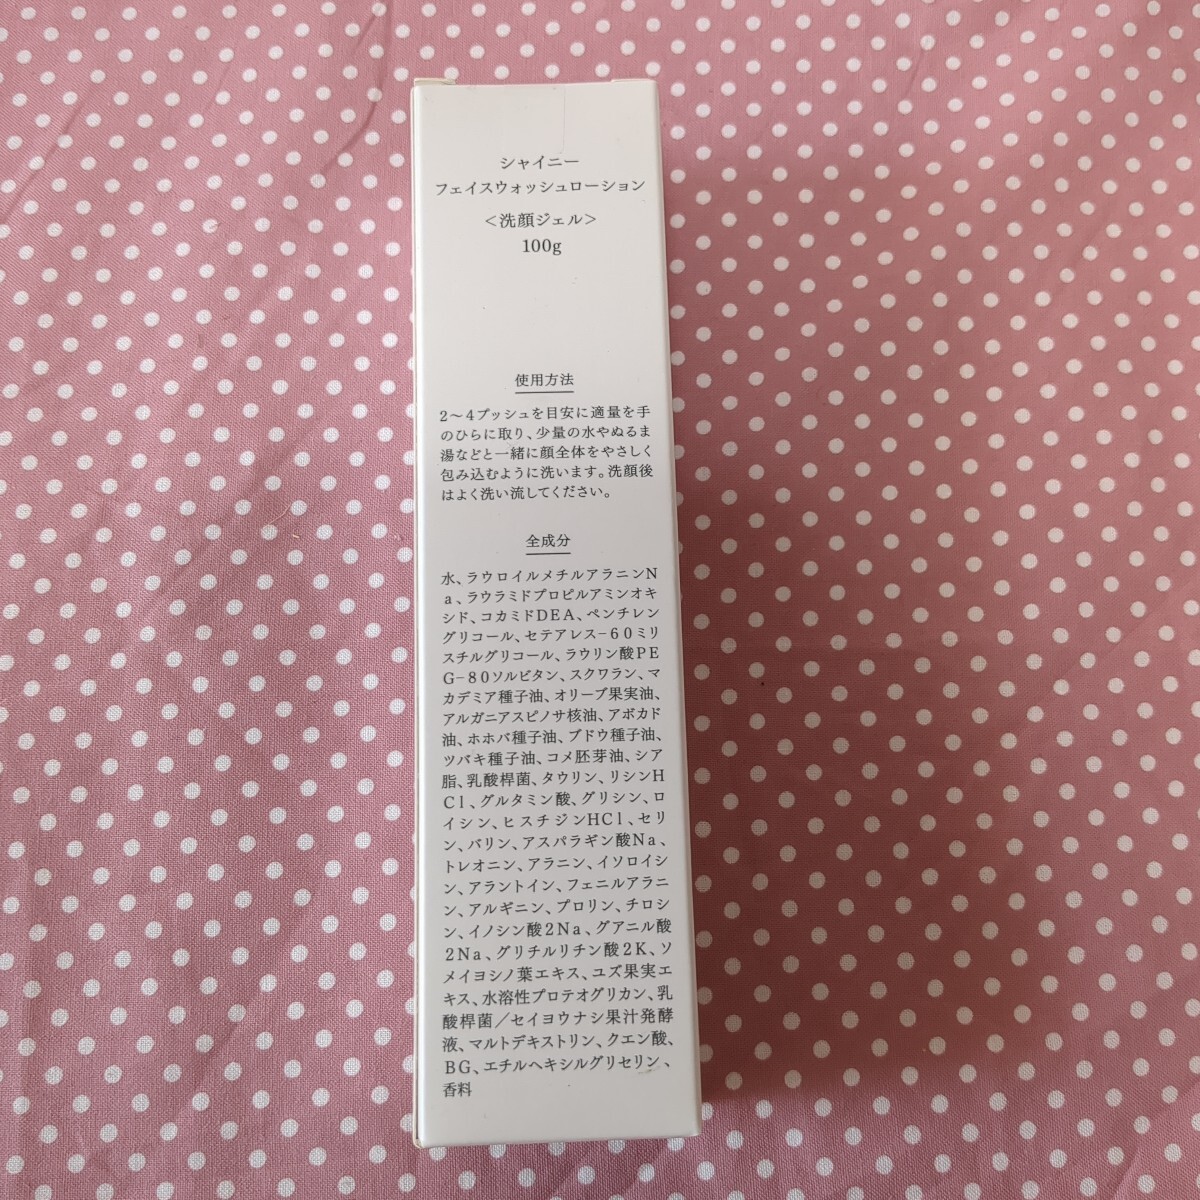 シャイニー
フェイスウォッシュローション
＜洗顔ジェル＞
100g
使用方法
2～4プッシュを目安に適量を手
のひらに取り、少量の水やぬるま
湯などと一緒に顔全体をやさしく
包み込むように洗います。洗顔後
はよく洗い流してください。
全成分
水、ラウロイルメチルアラニンN
a、ラウラミドプロピルアミンオキ
シド、コカミドDEA、ペンチレン
グリコール、セテアレス-60ミリ
スチルグリコール、ラウリン酸PE
G-80ソルビタン、スクワラン、マ
カデミア種子油、オリーブ果実油、
アルガニアスピノサ核油、アボカド
油、ホホバ種子油、ブドウ種子油、
ツバキ種子油、コメ胚芽油、シア
脂、乳酸桿菌、タウリン、リシンH
Cl、グルタミン酸、グリシン、ロ
イシン、ヒスチジンHCl、セリ
ン、バリン、アスパラギン酸Na、
トレオニン、アラニン、イソロイシ
ン、アラントイン、フェニルアラニ
ン、アルギニン、プロリン、チロシ
ン、イノシン酸2Na、グアニル酸
2Na、グリチルリチン酸2K、ソ
メイヨシノ葉エキス、ユズ果実エ
キス、水溶性プロテオグリカン、乳
酸桿菌／セイヨウナシ果汁発酵
液、マルトデキストリン、クエン酸、
BG、エチルヘキシルグリセリン、
香料